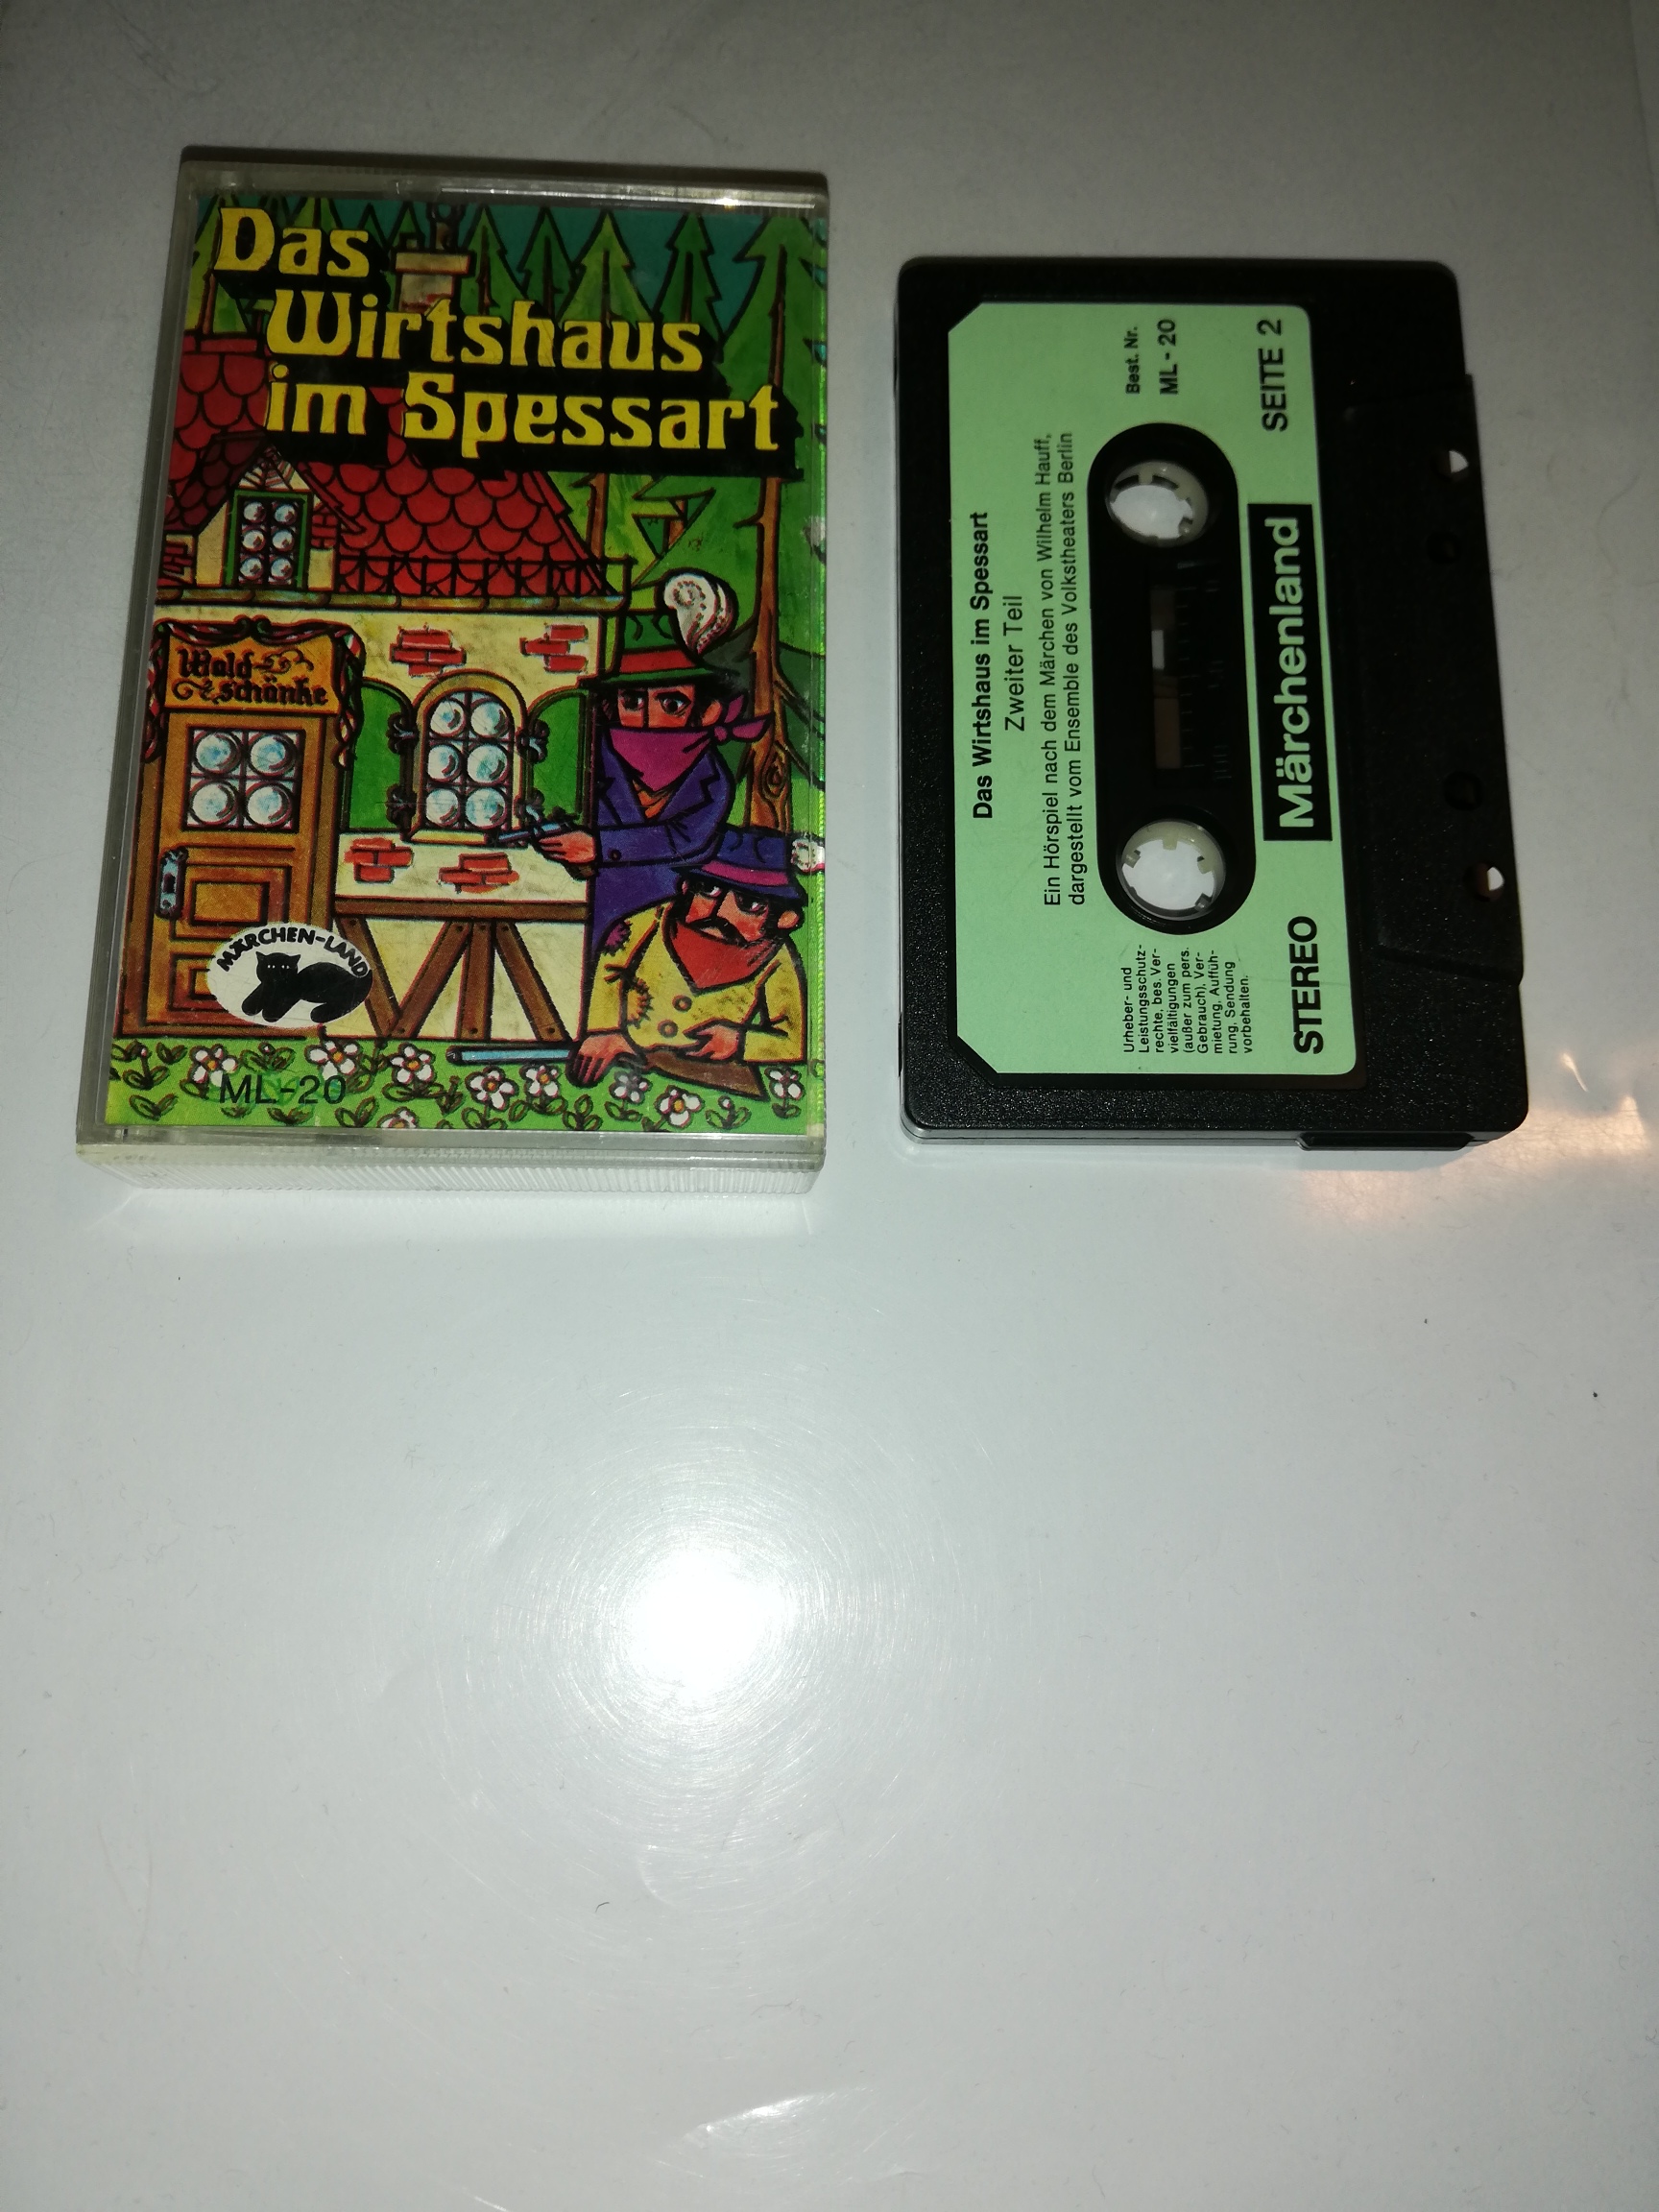 Das
Wirtshaus
im Spessart
Wald
schänke
MÄRCHEN-LAND
ML-20
Das Wirtshaus im Spessart
Zweiter Teil
Ein Hörspiel nach dem Märchen von Wilhelm Hauff,
dargestellt vom Ensemble des Volkstheaters Berlin
Urheber- und
Leistungsschutz-
rechte, bes. Ver-
vielfältigungen
(außer zum pers.
Gebrauch), Ver-
mietung, Auffüh-
rung, Sendung
vorbehalten.
Best. Nr.
ML - 20
STEREO
Märchenland
SEITE 2